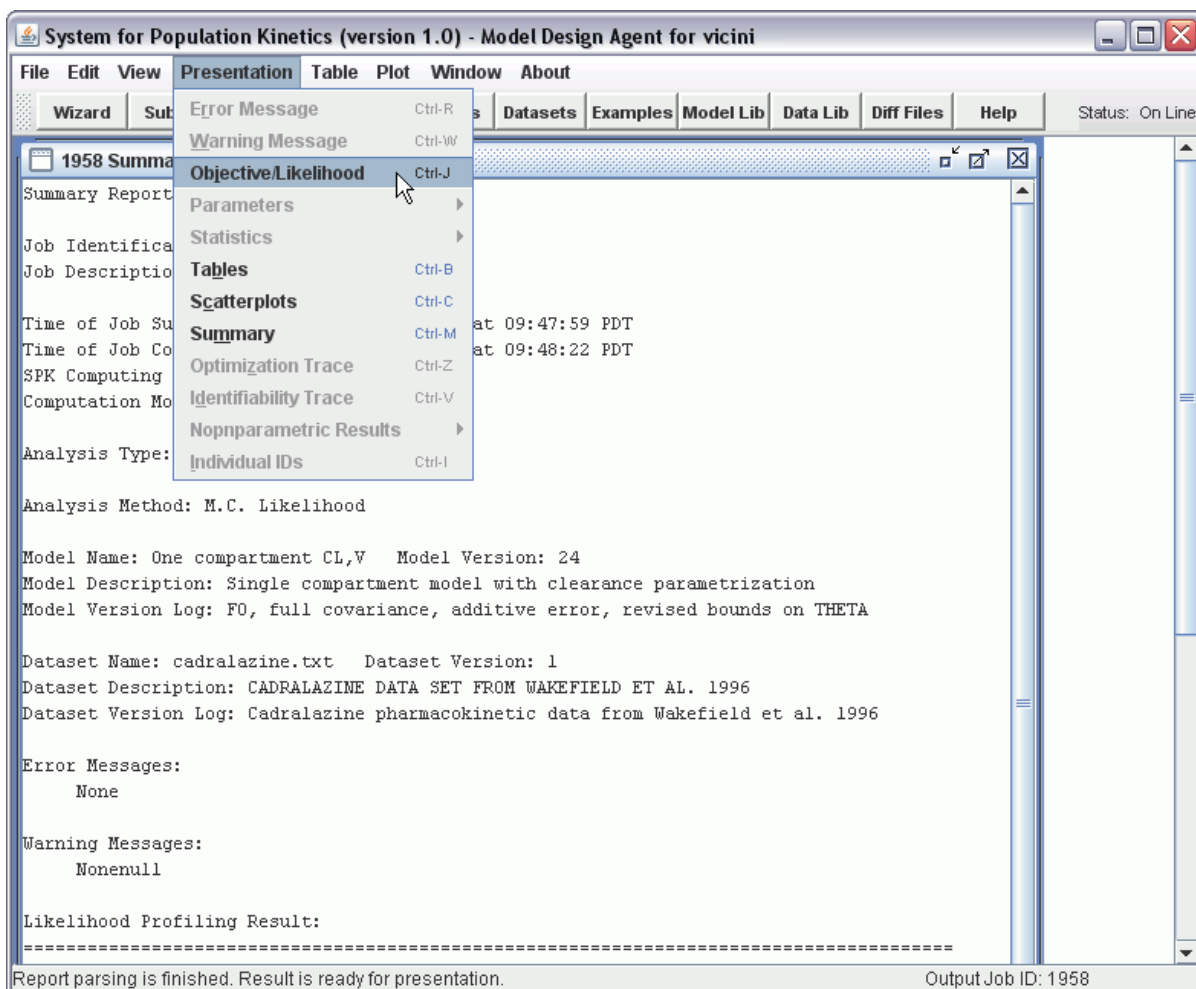 System for Population Kinetics (version 1.0) - Model Design Agent for vicini
File Edit View Presentation Table Plot Window About
Wizard Sub s Datasets Examples Model Lib Data Lib Diff Files Help Status: On Line
Error Message Ctrl-R
Warning Message Ctrl-W
Objective/Likelihood Ctrl-J
Parameters
Statistics
Tables Ctrl-B
Scatterplots Ctrl-C
Summary Ctrl-M
Optimization Trace Ctrl-Z
Identifiability Trace Ctrl-V
Nopnparametric Results
Individual IDs Ctrl-I
1958 Summa
Summary Report
Job Identifica
Job Descriptio
Time of Job Su at 09:47:59 PDT
Time of Job Co at 09:48:22 PDT
SPK Computing
Computation Mo
Analysis Type:
Analysis Method: M.C. Likelihood
Model Name: One compartment CL,V Model Version: 24
Model Description: Single compartment model with clearance parametrization
Model Version Log: FO, full covariance, additive error, revised bounds on THETA
Dataset Name: cadralazine.txt Dataset Version: 1
Dataset Description: CADRALAZINE DATA SET FROM WAKEFIELD ET AL. 1996
Dataset Version Log: Cadralazine pharmacokinetic data from Wakefield et al. 1996
Error Messages:
None
Warning Messages:
Nonenull
Likelihood Profiling Result:
=======================================================================================
Report parsing is finished. Result is ready for presentation. Output Job ID: 1958